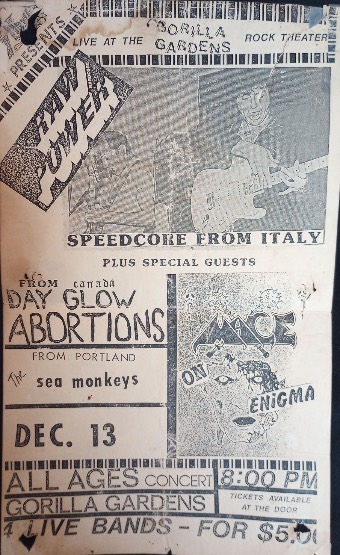 PRESENTS
LIVE AT THE GORILLA GARDENS ROCK THEATER
RAW
POWER
SPEEDCORE FROM ITALY
PLUS SPECIAL GUESTS
FROM canada
DAY GLOW
ABORTIONS
FROM PORTLAND
The sea monkeys
DEC. 13
MACE
ON
ENIGMA
ALL AGES CONCERT
GORILLA GARDENS
8:00 PM
TICKETS AVAILABLE
AT THE DOOR
4 LIVE BANDS - FOR $5.00